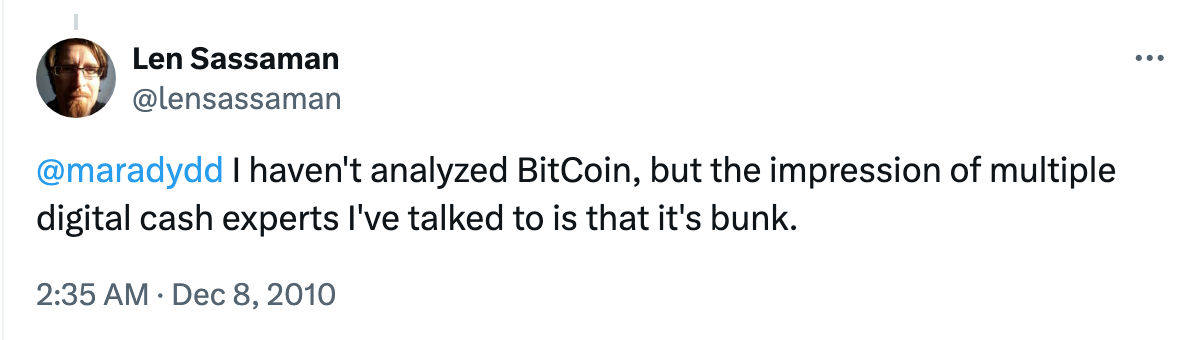 Len Sassaman
@lensassaman
@maradydd I haven't analyzed BitCoin, but the impression of multiple
digital cash experts I've talked to is that it's bunk.
2:35 AM · Dec 8, 2010